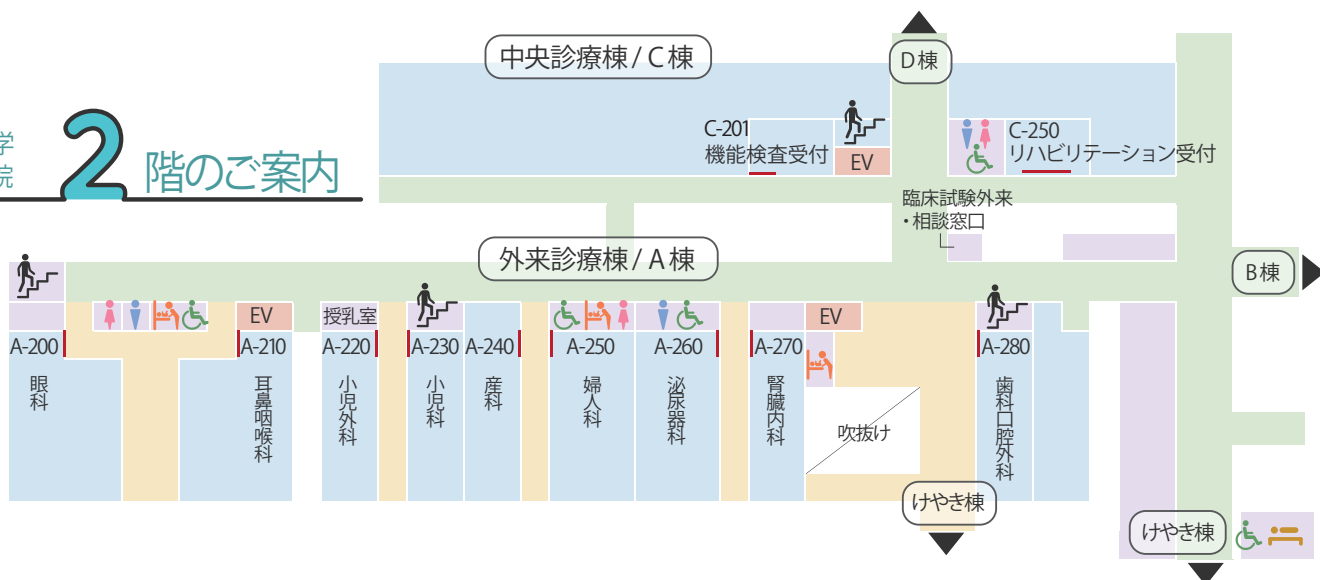 中央診療棟 / C 棟
D 棟
学
院
2
階のご案内
C-201
機能検査受付
EV
C-250
リハビリテーション受付
臨床試験外来
・相談窓口
外来診療棟 / A 棟
B 棟
EV
授乳室
EV
A-200
A-210
A-220
A-230
A-240
A-250
A-260
A-270
A-280
眼科
耳鼻咽喉科
小児外科
小児科
産科
婦人科
泌尿器科
腎臓内科
歯科口腔外科
吹抜け
けやき棟
けやき棟